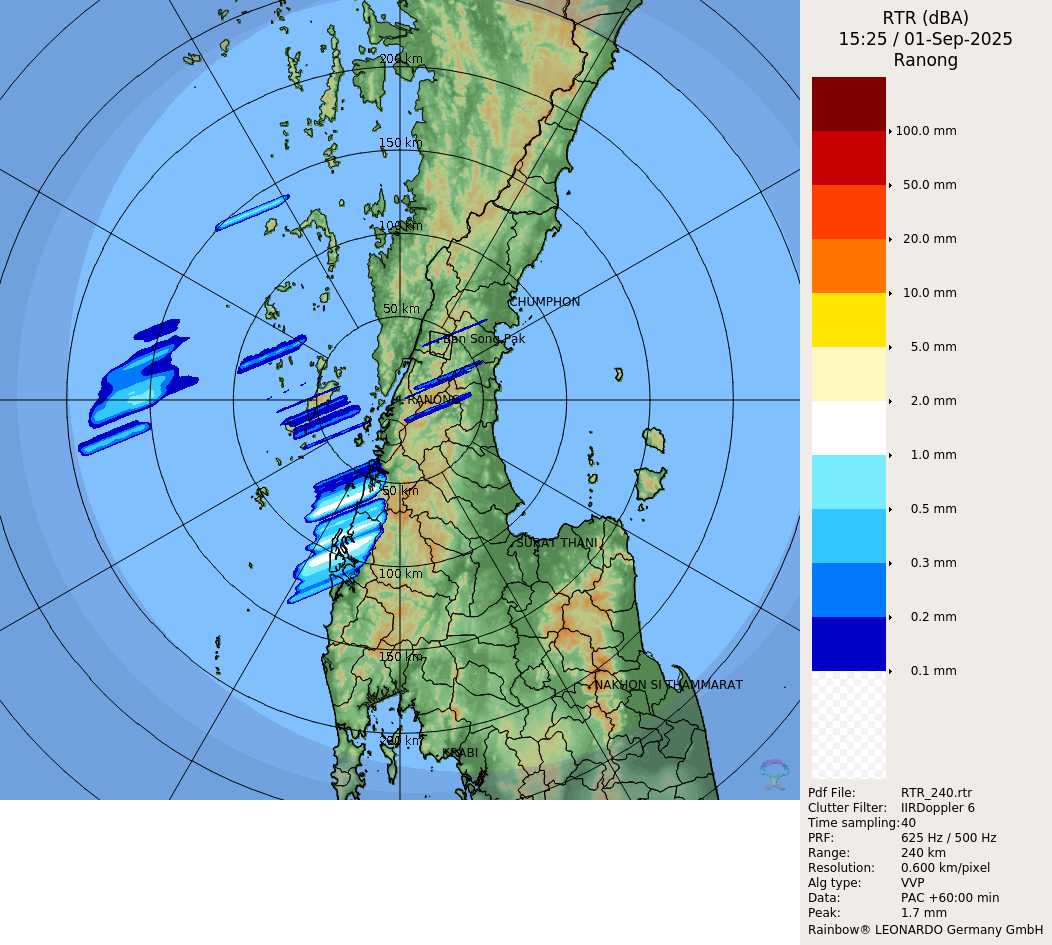 RTR (dBA)
15:25 / 01-Sep-2025
Ranong
200 km
150 km
100 km
50 km
CHUMPHON
Ban Song Pak
RANONG
50 km
SURAT THANI
100 km
150 km
NAKHON SI THAMMARAT
200 km
KRABI
100.0 mm
50.0 mm
20.0 mm
10.0 mm
5.0 mm
2.0 mm
1.0 mm
0.5 mm
0.3 mm
0.2 mm
0.1 mm
Pdf File: RTR_240.rtr
Clutter Filter: IIRDoppler 6
Time sampling:40
PRF: 625 Hz / 500 Hz
Range: 240 km
Resolution: 0.600 km/pixel
Alg type: VVP
Data: PAC +60:00 min
Peak: 1.7 mm
Rainbow® LEONARDO Germany GmbH